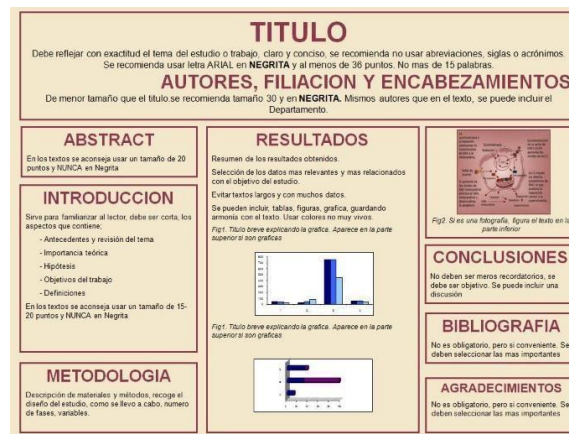 TITULO
Debe reflejar con exactitud el tema del estudio o trabajo, claro y conciso, se recomienda no usar abreviaciones, siglas o acrónimos.
Se recomienda usar letra ARIAL en NEGRITA y al menos de 36 puntos. No mas de 15 palabras.
AUTORES, FILIACION Y ENCABEZAMIENTOS
De menor tamaño que el titulo.se recomienda tamaño 30 y en NEGRITA. Mismos autores que en el texto, se puede incluir el
Departamento.
ABSTRACT
En los textos se aconseja usar un tamaño de 20
puntos y NUNCA en Negrita
INTRODUCCION
Sirve para familiarizar al lector, debe ser corta, los
aspectos que contiene;
- Antecedentes y revisión del tema
- Importancia teórica
- Hipótesis
- Objetivos del trabajo
- Definiciones
En los textos se aconseja usar un tamaño de 15-
20 puntos y NUNCA en Negrita
METODOLOGIA
Descripción de materiales y métodos, recoge el
diseño del estudio, como se llevo a cabo, numero
de fases, variables.
RESULTADOS
Resumen de los resultados obtenidos.
Selección de los datos mas relevantes y mas relacionados
con el objetivo del estudio.
Evitar textos largos y con muchos datos.
Se pueden incluir, tablas, figuras, grafica, guardando
armonía con el texto. Usar colores no muy vivos.
Fig1. Titulo breve explicando la grafica. Aparece en la parte
superior si son graficas
Fig1. Titulo breve explicando la grafica. Aparece en la parte
superior si son graficas
Fig2. Si es una fotografía, figura el texto en la
parte inferior
CONCLUSIONES
No deben ser meros recordatorios, se
debe ser objetivo. Se puede incluir una
discusión
BIBLIOGRAFIA
No es obligatorio, pero si conveniente. Se
deben seleccionar las mas importantes
AGRADECIMIENTOS
No es obligatorio, pero si conveniente. Se
deben seleccionar las mas importantes